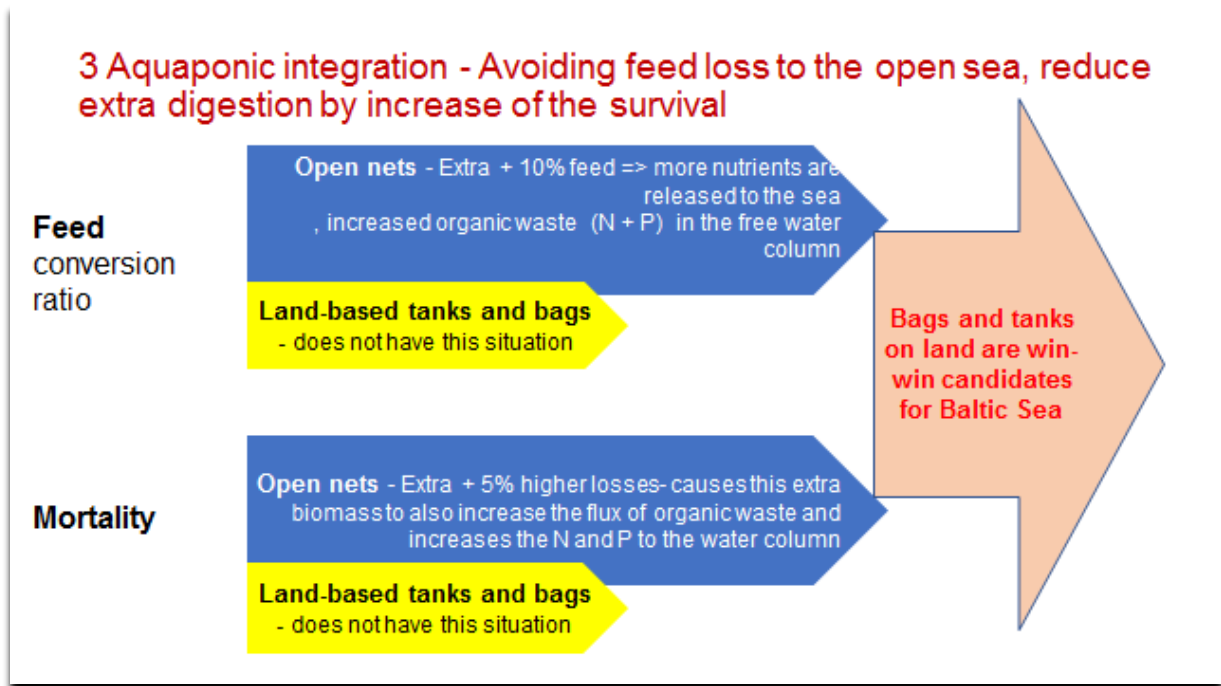 3 Aquaponic integration - Avoiding feed loss to the open sea, reduce
extra digestion by increase of the survival
Feed
conversion
ratio
Open nets - Extra + 10% feed => more nutrients are
released to the sea
, increased organic waste (N + P) in the free water
column
Land-based tanks and bags
- does not have this situation
Mortality
Open nets - Extra + 5% higher losses- causes this extra
biomass to also increase the flux of organic waste and
increases the N and P to the water column
Land-based tanks and bags
- does not have this situation
Bags and tanks
on land are win-
win candidates
for Baltic Sea